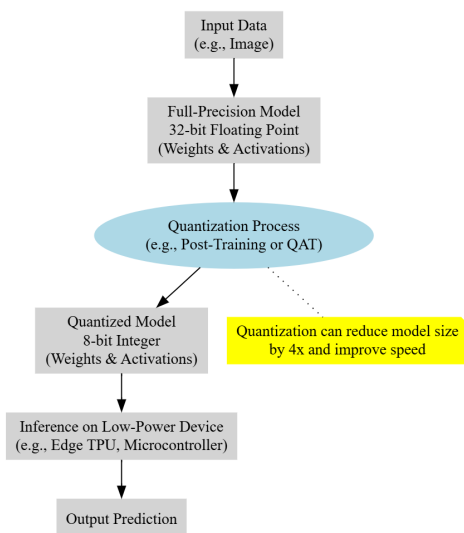 Input Data
(e.g., Image)
Full-Precision Model
32-bit Floating Point
(Weights & Activations)
Quantization Process
(e.g., Post-Training or QAT)
Quantized Model
8-bit Integer
(Weights & Activations)
Quantization can reduce model size
by 4x and improve speed
Inference on Low-Power Device
(e.g., Edge TPU, Microcontroller)
Output Prediction